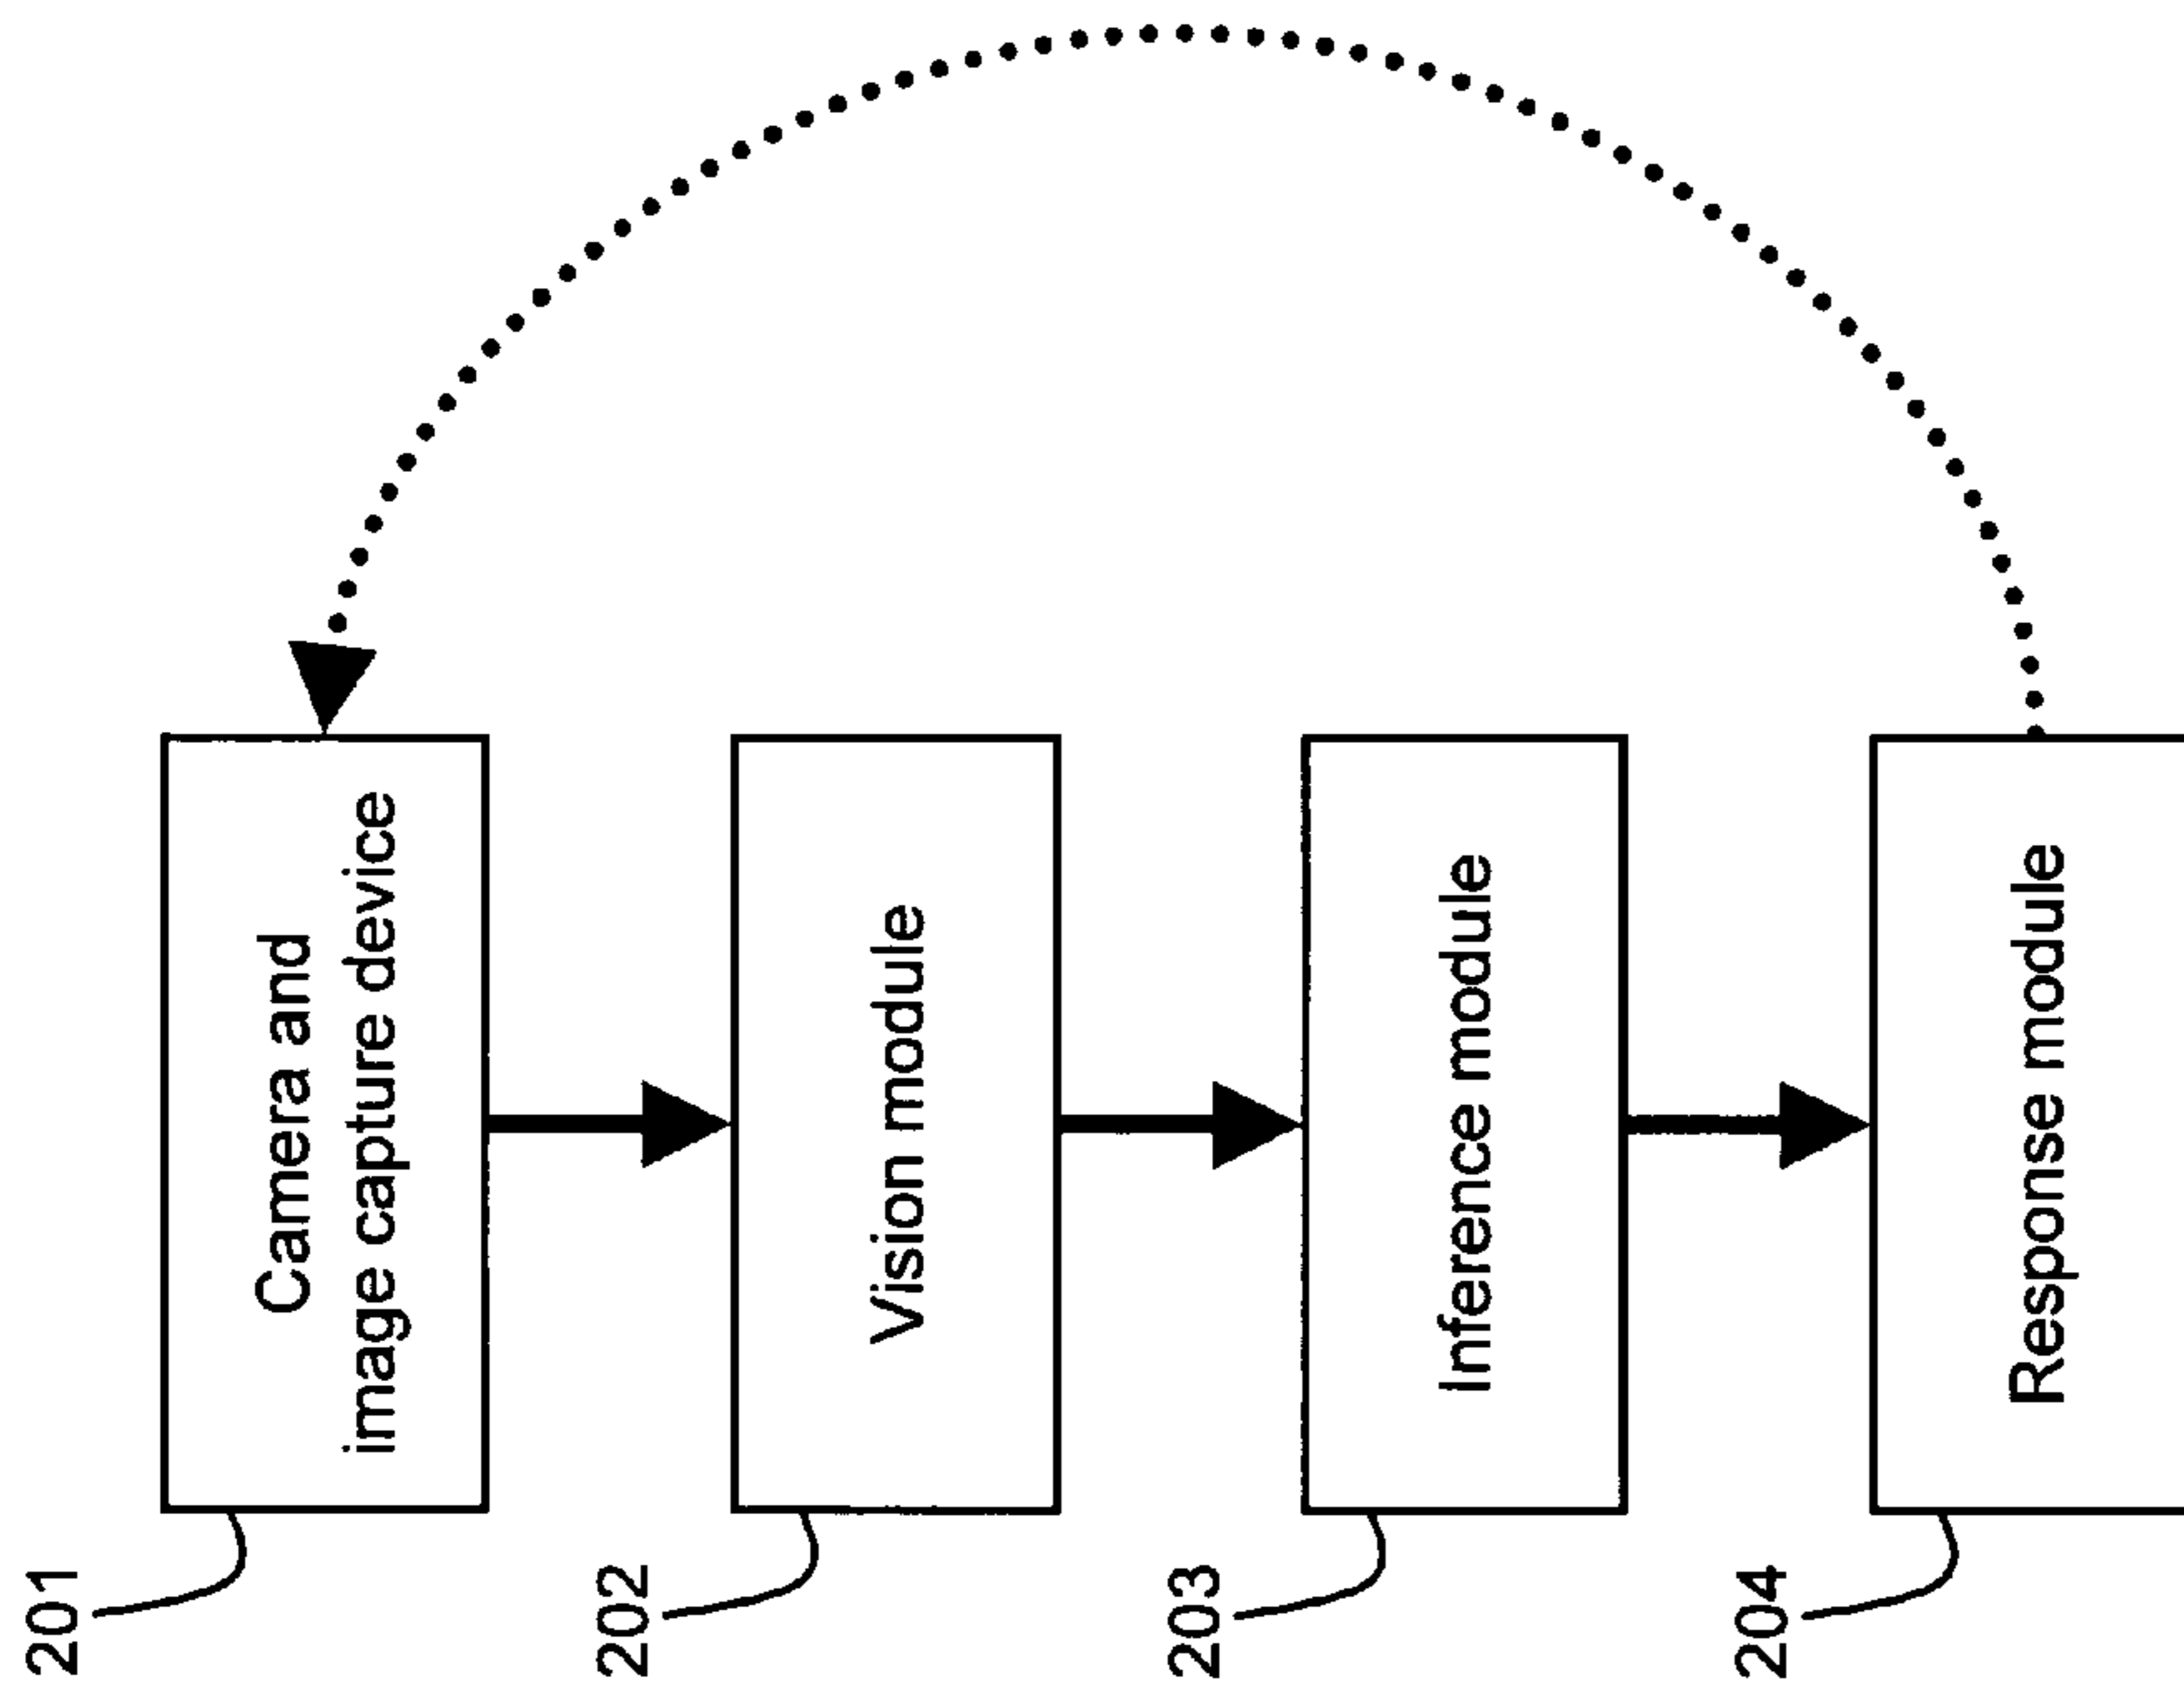 201
Camera and
image capture device
202
Vision module
203
Inference module
204
Response module